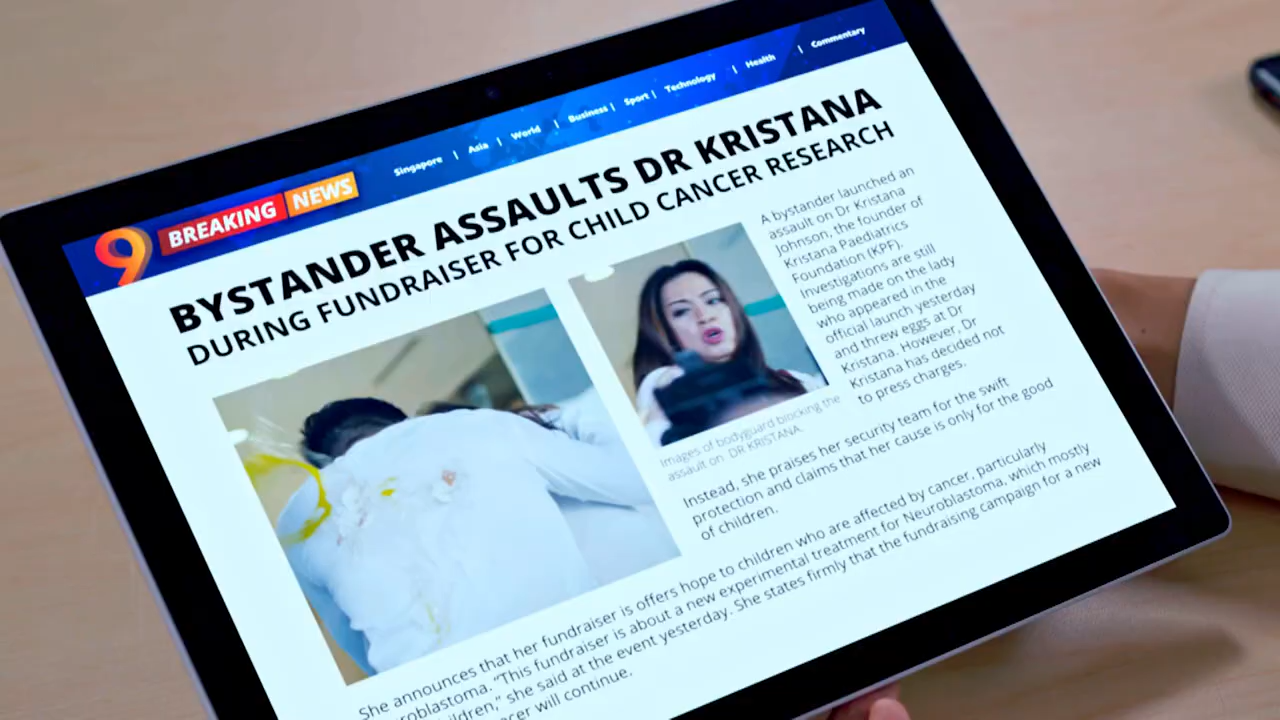 Singapore | Asia | World | Business | Sport | Technology | Health | Commentary
9 BREAKING NEWS
BYSTANDER ASSAULTS DR KRISTANA
DURING FUNDRAISER FOR CHILD CANCER RESEARCH
A bystander launched an
assault on Dr Kristana
Johnson, the founder of
Kristana Paediatrics
Foundation (KPF).
Investigations are still
being made on the lady
who appeared in the
official launch yesterday
and threw eggs at Dr
Kristana. However, Dr
Kristana has decided not
to press charges.
Images of bodyguard blocking the
assault on DR KRISTANA.
Instead, she praises her security team for the swift
protection and claims that her cause is only for the good
of children.
She announces that her fundraiser is offers hope to children who are affected by cancer, particularly
roblastoma. "This fundraiser is about a new experimental treatment for Neuroblastoma, which mostly
ildren," she said at the event yesterday. She states firmly that the fundraising campaign for a new
cer will continue.